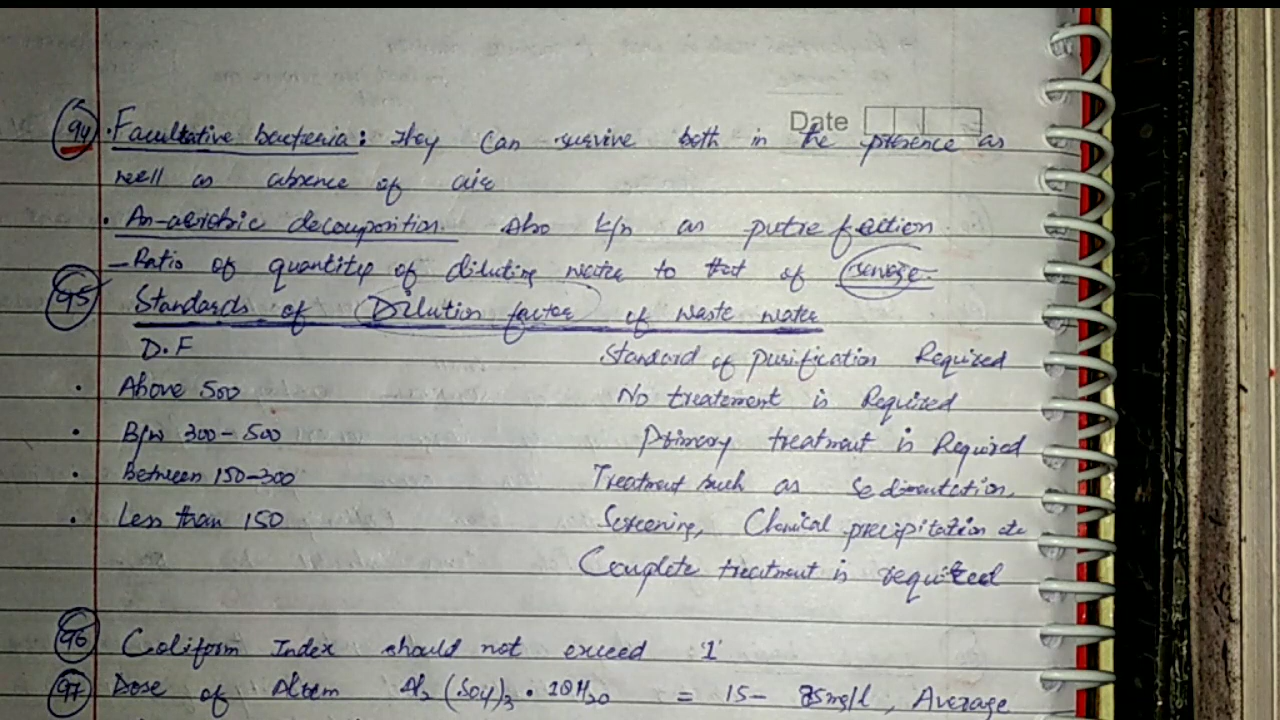 Date
94 . Facultative bacteria : They Can survive both in the presence as
well as absence of air
. An-aerobic decomposition. Also k/n as putrefaction
- Ratio of quantity of diluting water to that of sewage
95 Standards of Dilution factor of waste water
D.F Standard of purification Required
. Above 500 No treatement is Required
. B/w 300-500 Primary treatment is Required
. Between 150-300 Treatment such as Sedimentation,
. Less than 150 Screening, Chemical precipitation etc
Complete treatment is required
96 Coliform Index should not exceed '1'
97 Dose of Al2(SO4)3 . 18H20 = 15- mg/l, Average